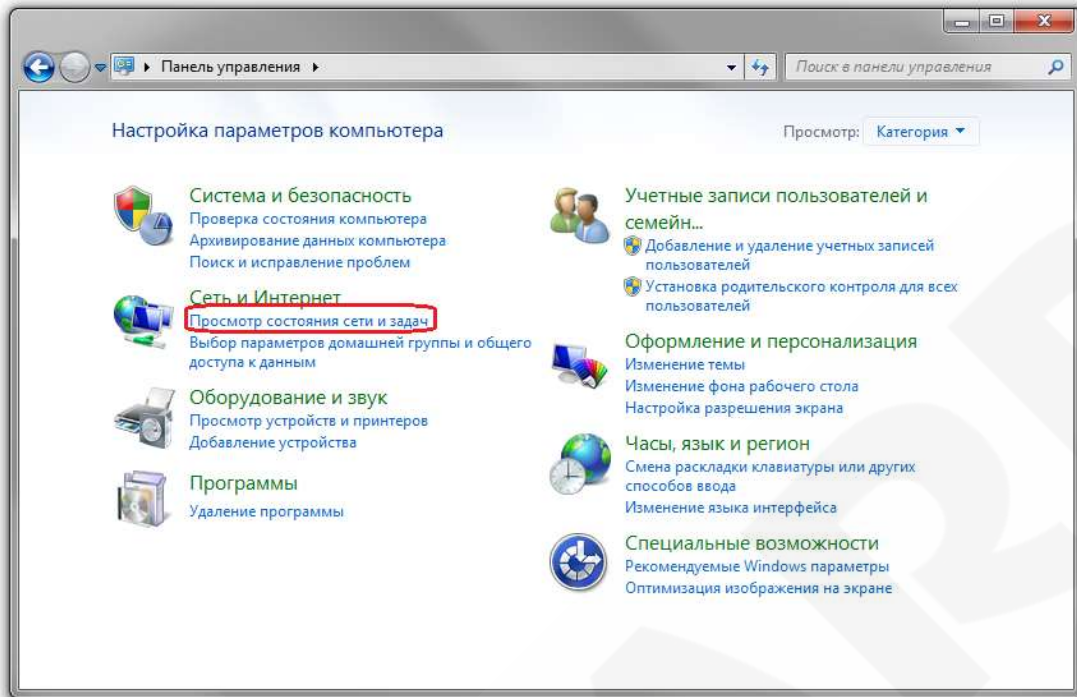 Панель управления
Поиск в панели управления
Настройка параметров компьютера
Просмотр: Категория
Система и безопасность
Проверка состояния компьютера
Архивирование данных компьютера
Поиск и исправление проблем
Сеть и Интернет
Просмотр состояния сети и задач
Выбор параметров домашней группы и общего
доступа к данным
Оборудование и звук
Просмотр устройств и принтеров
Добавление устройства
Программы
Удаление программы
Учетные записи пользователей и
семейн...
Добавление и удаление учетных записей
пользователей
Установка родительского контроля для всех
пользователей
Оформление и персонализация
Изменение темы
Изменение фона рабочего стола
Настройка разрешения экрана
Часы, язык и регион
Смена раскладки клавиатуры или других
способов ввода
Изменение языка интерфейса
Специальные возможности
Рекомендуемые Windows параметры
Оптимизация изображения на экране